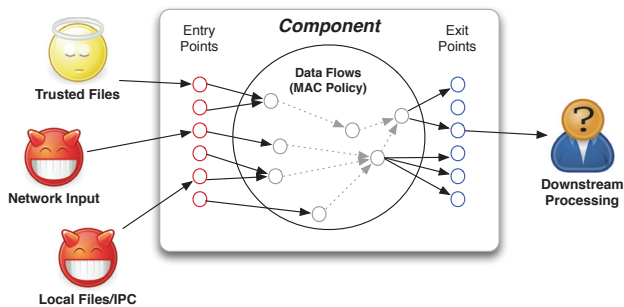 Component
Entry
Points
Exit
Points
Data Flows
(MAC Policy)
Trusted Files
Network Input
Local Files/IPC
?
Downstream
Processing